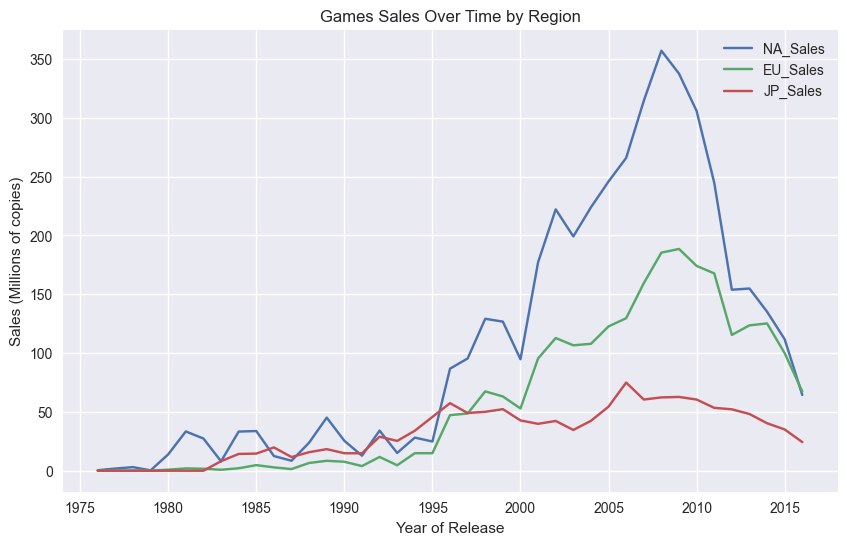 Games Sales Over Time by Region
NA_Sales
EU_Sales
JP_Sales
350
300
250
200
150
100
50
0
Sales (Millions of copies)
1975 1980 1985 1990 1995 2000 2005 2010 2015
Year of Release